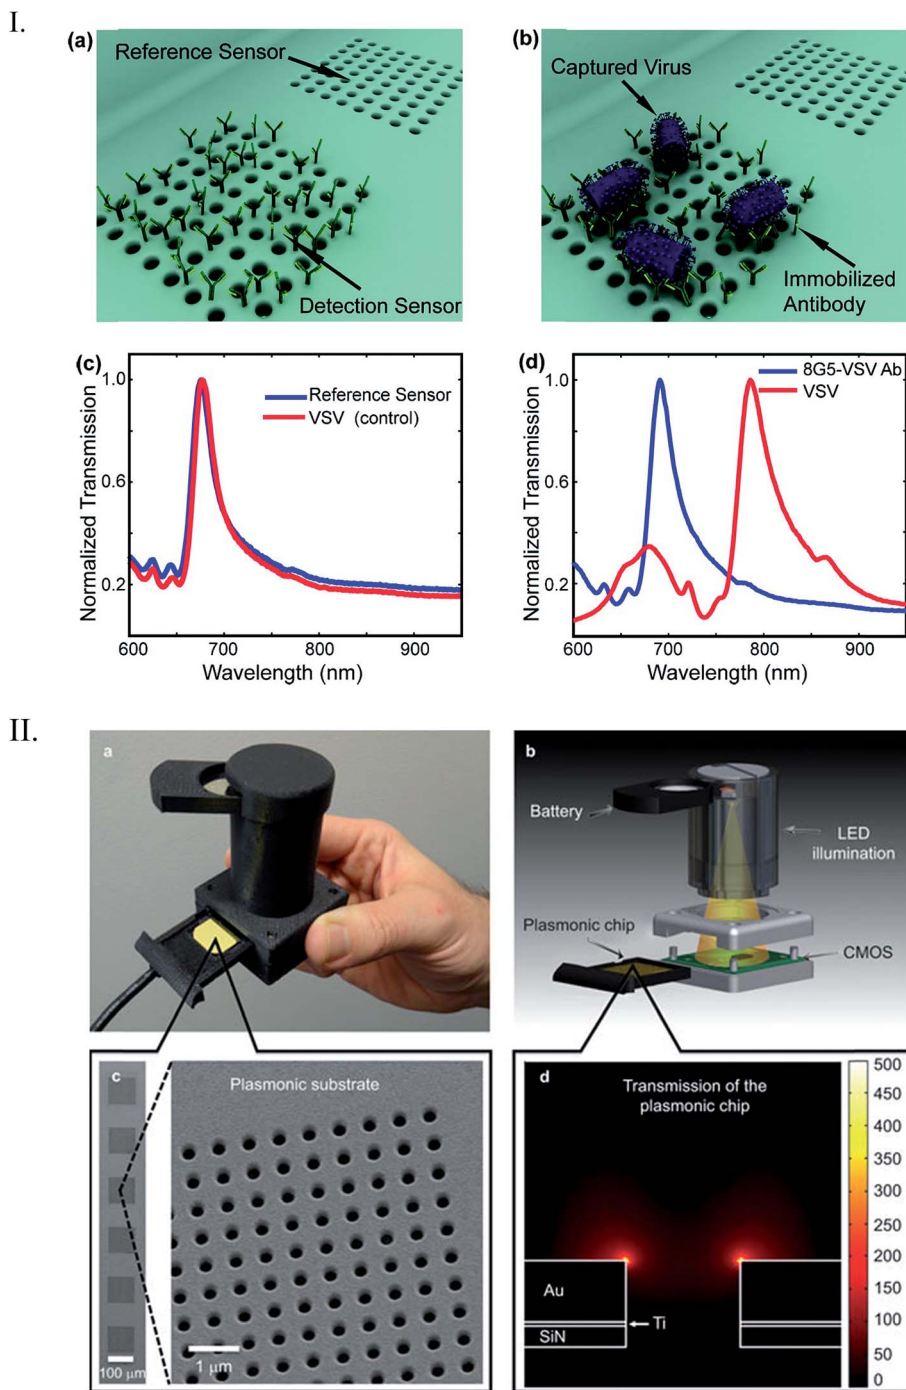 I.
(a)
Reference Sensor
Detection Sensor
(b)
Captured Virus
Immobilized
Antibody
(c)
Normalized Transmission
1.0
0.6
0.2
Reference Sensor
VSV (control)
600
700
800
900
Wavelength (nm)
(d)
Normalized Transmission
1.0
0.6
0.2
8G5-VSV Ab
VSV
600
700
800
900
Wavelength (nm)
II.
a
b
Battery
LED
illumination
Plasmonic chip
CMOS
c
Plasmonic substrate
100 μm
1 μm
d
Transmission of the
plasmonic chip
Au
Ti
SiN
500
450
400
350
300
250
200
150
100
50
0